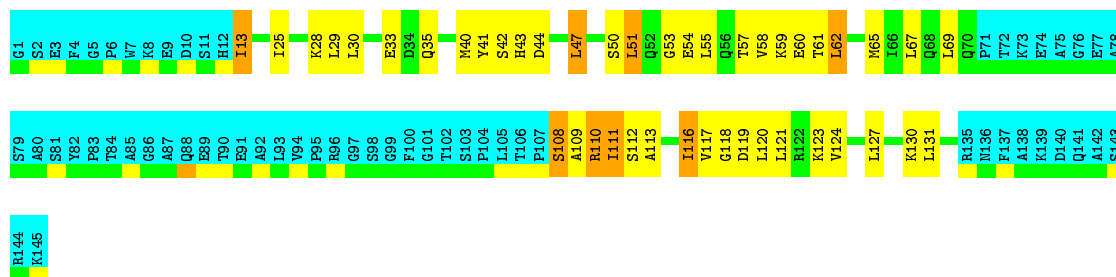 G1 S2 E3 F4 G5 P6 W7 K8 E9 D10 S11 H12 I13 I25 K28 L29 L30 E33 D34 Q35 M40 Y41 S42 H43 D44 L47 S50 L51 Q52 G53 E54 L55 Q56 T57 V58 K59 E60 T61 L62 M65 I66 L67 Q68 L69 Q70 P71 T72 K73 E74 A75 G76 E77 A78
S79 A80 S81 Y82 P83 T84 A85 G86 A87 Q88 E89 T90 E91 A92 L93 V94 P95 R96 G97 S98 G99 F100 G101 T102 S103 P104 L105 T106 P107 S108 A109 R110 I111 S112 A113 I116 V117 G118 D119 L120 L121 R122 K123 V124 L127 K130 L131 R135 N136 F137 A138 K139 D140 Q141 A142 S143
R144 K145